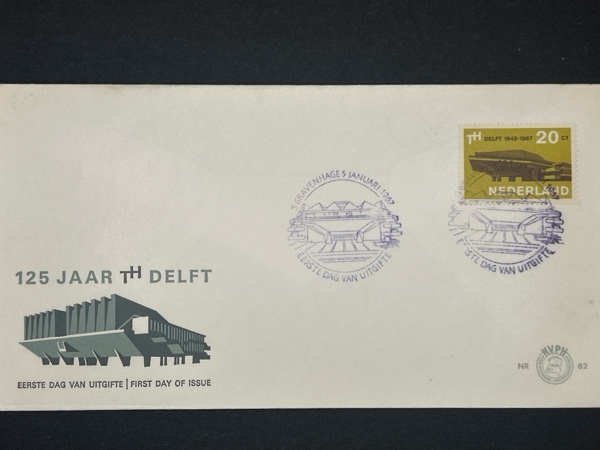 TH DELFT 1842-1967 20 CT
NEDERLAND
'S-GRAVENHAGE 5 JANUARI 1967
EERSTE DAG VAN UITGIFTE
1967
EERSTE DAG VAN UITGIFTE
125 JAAR TH DELFT
EERSTE DAG VAN UITGIFTE | FIRST DAY OF ISSUE
NVPH
NR 82